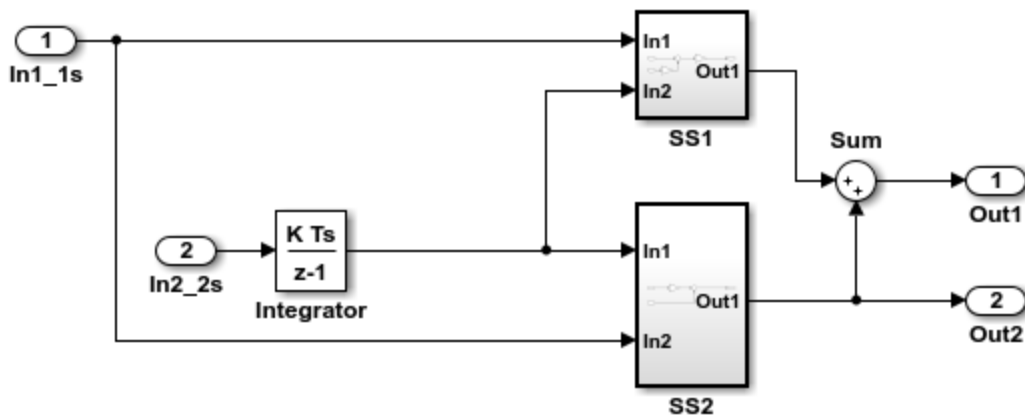 1
In1_1s
In1
In2
Out1
SS1
Sum
1
Out1
2
In2_2s
K Ts
z-1
Integrator
In1
Out1
In2
SS2
2
Out2